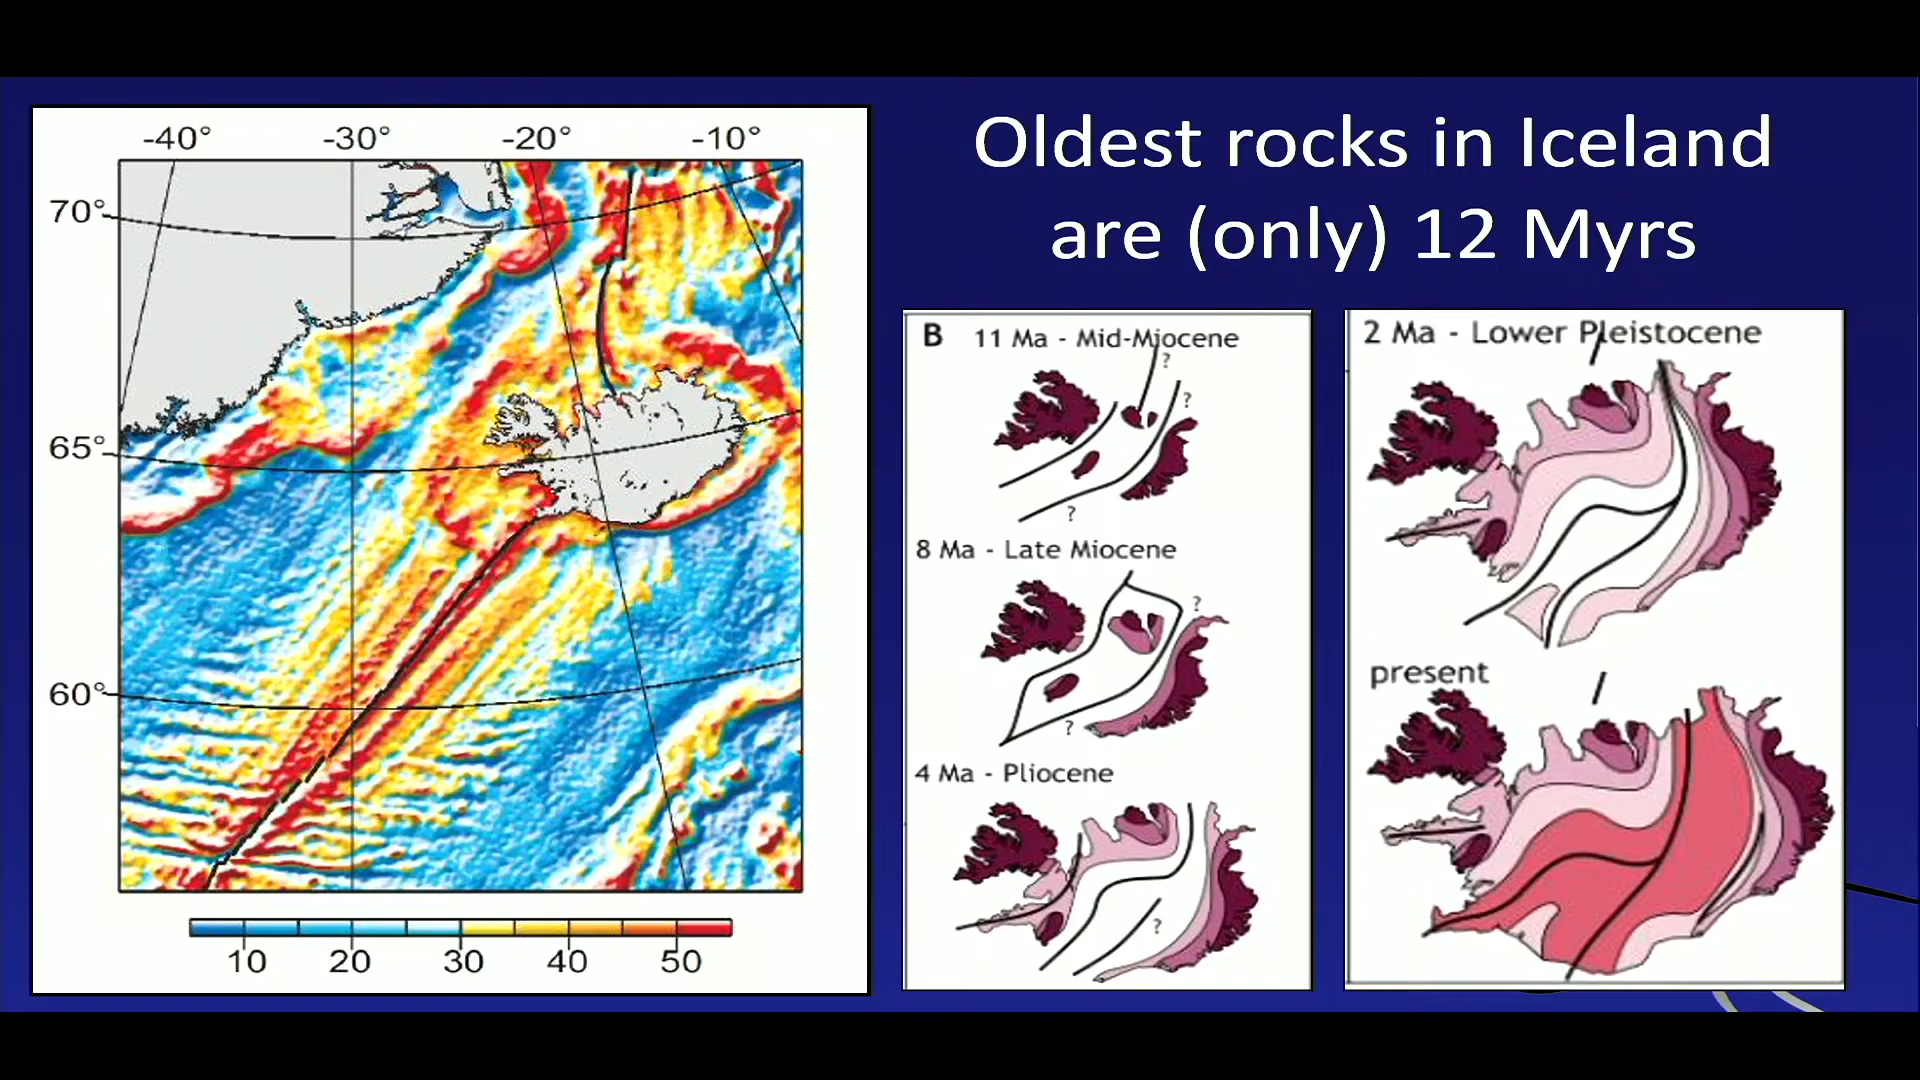 Oldest rocks in Iceland
are (only) 12 Myrs
-40° -30° -20° -10°
70°
65°
60°
10 20 30 40 50
B 11 Ma - Mid-Miocene
?
?
?
8 Ma - Late Miocene
?
?
4 Ma - Pliocene
?
2 Ma - Lower Pleistocene
present